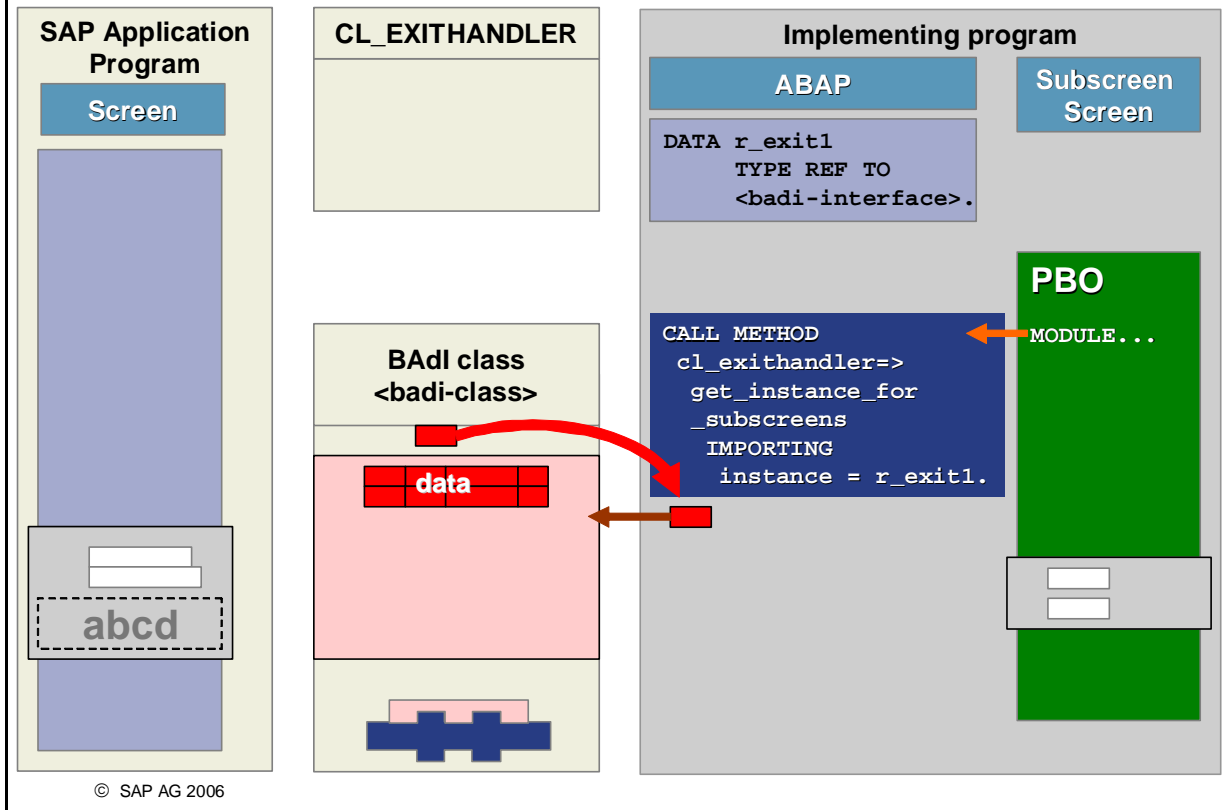 SAP Application
Program
Screen
abcd
CL_EXITHANDLER
BAdI class
<badi-class>
data
Implementing program
ABAP
DATA r_exit1
TYPE REF TO
<badi-interface>.
CALL METHOD
cl_exithandler=>
get_instance_for
_subscreens
IMPORTING
instance = r_exit1.
Subscreen
Screen
PBO
MODULE...
© SAP AG 2006